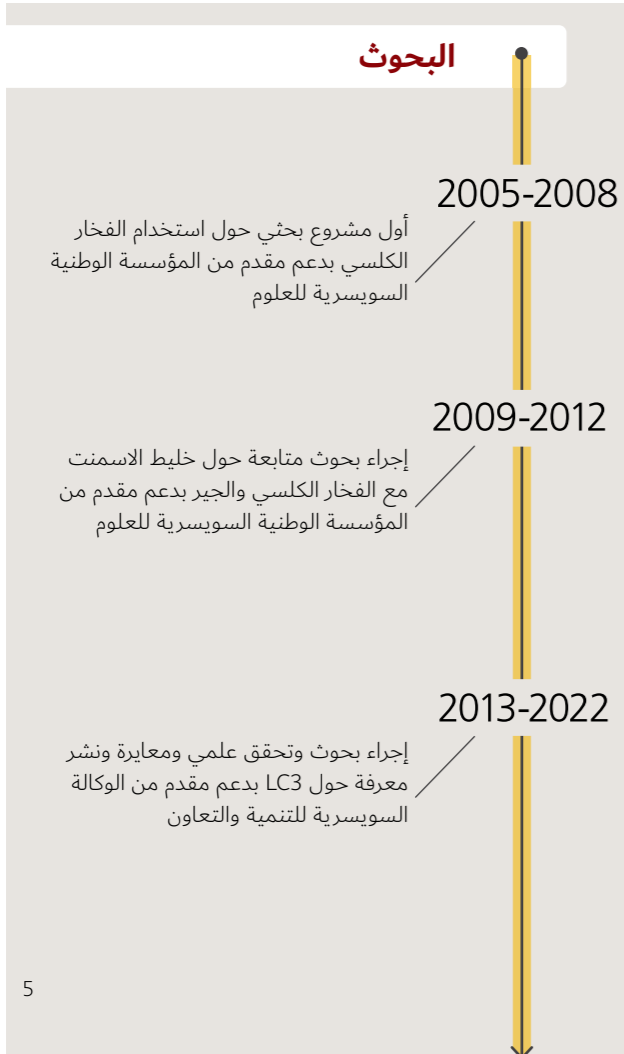 البحوث
2005-2008
أول مشروع بحثي حول استخدام الفخار
الكلسي بدعم مقدم من المؤسسة الوطنية
السويسرية للعلوم
2009-2012
إجراء بحوث متابعة حول خليط الاسمنت
مع الفخار الكلسي والجير بدعم مقدم من
المؤسسة الوطنية السويسرية للعلوم
2013-2022
إجراء بحوث وتحقق علمي ومعايرة ونشر
معرفة حول LC3 بدعم مقدم من الوكالة
السويسرية للتنمية والتعاون
5